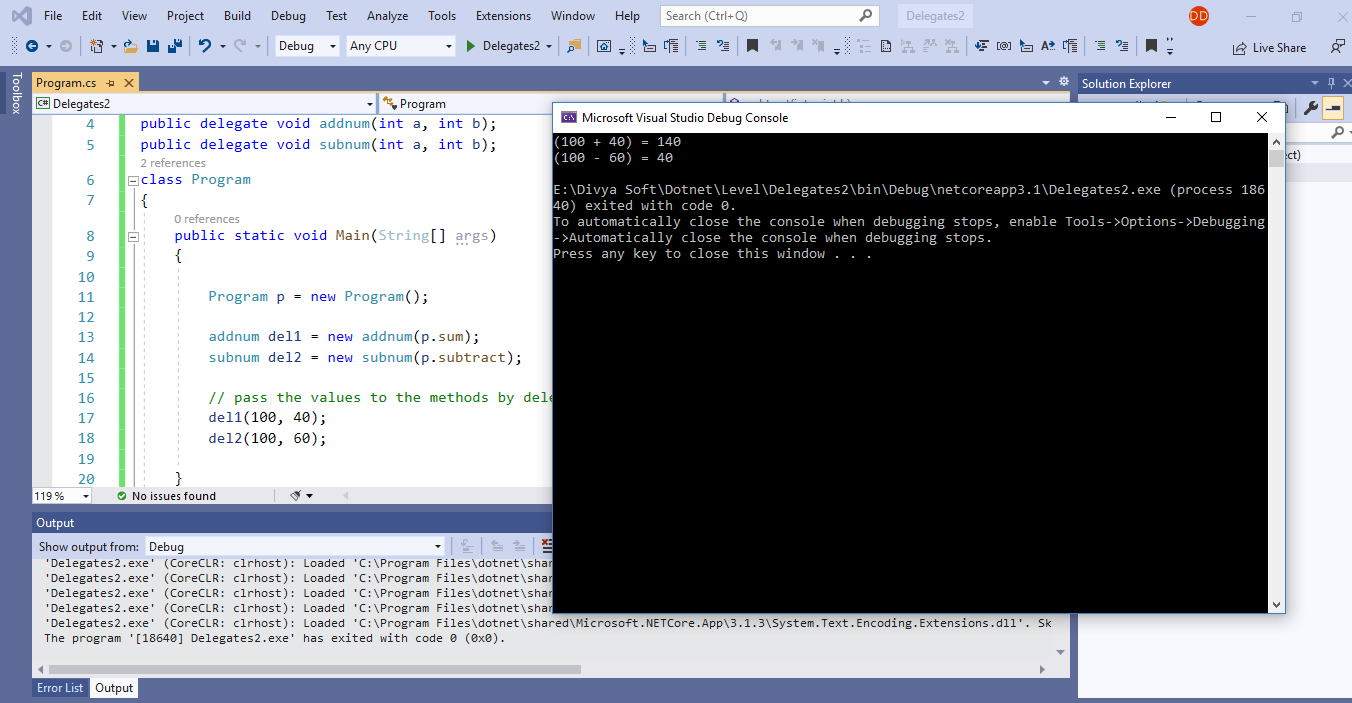 File Edit View Project Build Debug Test Analyze Tools Extensions Window Help Search (Ctrl+Q) Delegates2 DD
Debug Any CPU Delegates2 Live Share
Toolbox
Program.cs
Solution Explorer
C# Delegates2 Program
4 public delegate void addnum(int a, int b);
5 public delegate void subnum(int a, int b);
2 references
6 class Program
7 {
0 references
8 public static void Main(String[] args)
9 {
10
11 Program p = new Program();
12
13 addnum del1 = new addnum(p.sum);
14 subnum del2 = new subnum(p.subtract);
15
16 // pass the values to the methods by dele
17 del1(100, 40);
18 del2(100, 60);
19
20 }
119 % No issues found
Microsoft Visual Studio Debug Console
(100 + 40) = 140
(100 - 60) = 40
E:\Divya Soft\Dotnet\Level\Delegates2\bin\Debug\netcoreapp3.1\Delegates2.exe (process 186
40) exited with code 0.
To automatically close the console when debugging stops, enable Tools->Options->Debugging
->Automatically close the console when debugging stops.
Press any key to close this window . . .
ct)
Output
Show output from: Debug
'Delegates2.exe' (CoreCLR: clrhost): Loaded 'C:\Program Files\dotnet\shar
'Delegates2.exe' (CoreCLR: clrhost): Loaded 'C:\Program Files\dotnet\shar
'Delegates2.exe' (CoreCLR: clrhost): Loaded 'C:\Program Files\dotnet\shar
'Delegates2.exe' (CoreCLR: clrhost): Loaded 'C:\Program Files\dotnet\shar
'Delegates2.exe' (CoreCLR: clrhost): Loaded 'C:\Program Files\dotnet\shared\Microsoft.NETCore.App\3.1.3\System.Text.Encoding.Extensions.dll'. Sk
The program '[18640] Delegates2.exe' has exited with code 0 (0x0).
Error List Output